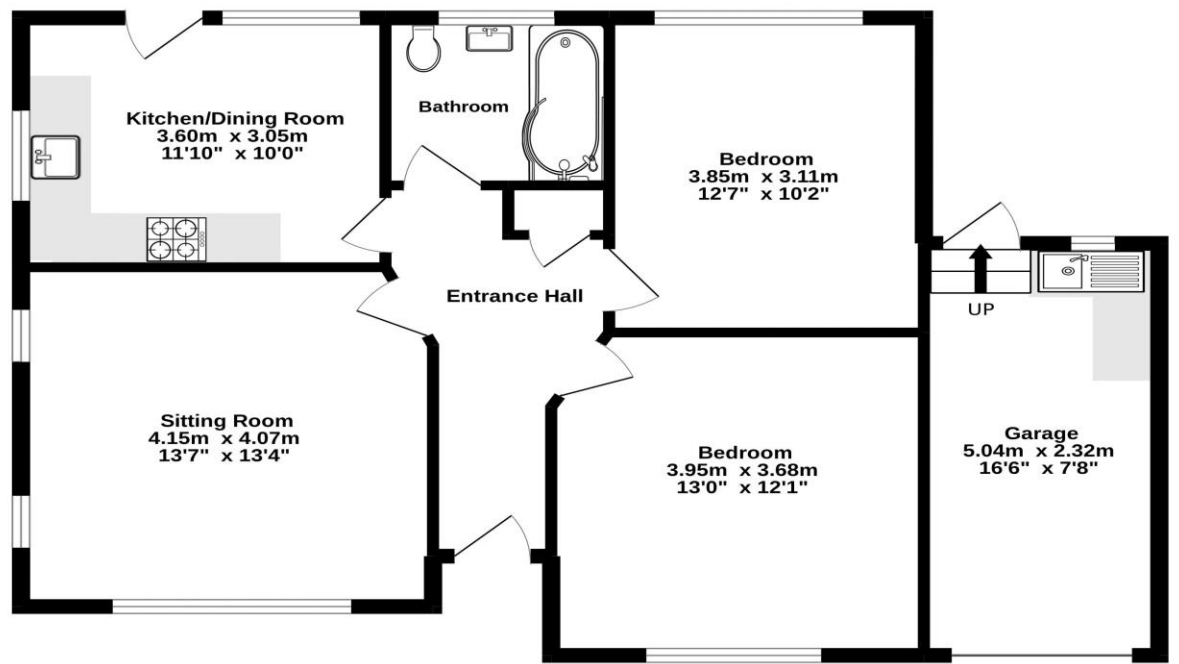 Kitchen/Dining Room
3.60m x 3.05m
11'10" x 10'0"
Bathroom
Bedroom
3.85m x 3.11m
12'7" x 10'2"
Entrance Hall
UP
Sitting Room
4.15m x 4.07m
13'7" x 13'4"
Bedroom
3.95m x 3.68m
13'0" x 12'1"
Garage
5.04m x 2.32m
16'6" x 7'8"